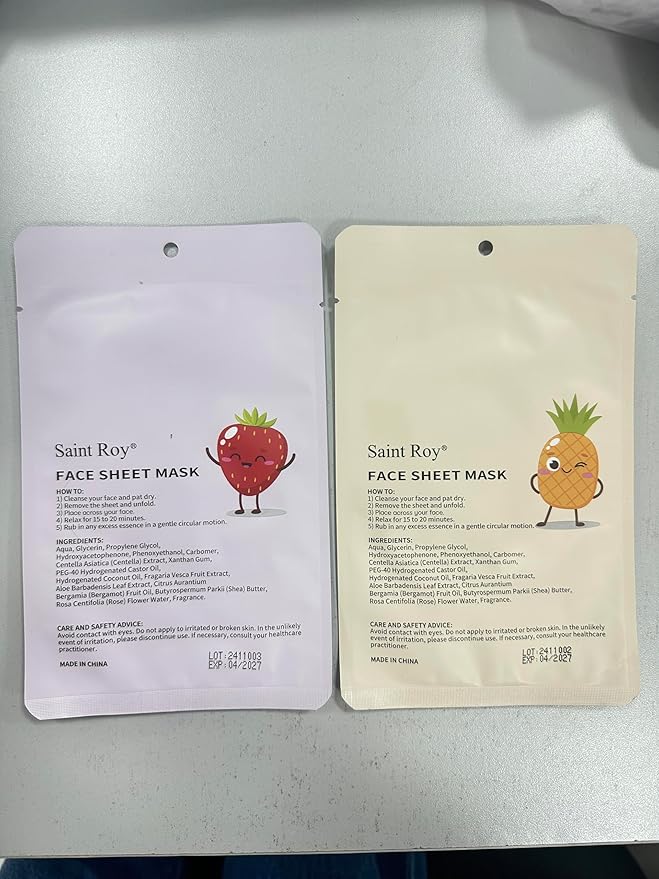 Saint Roy®
FACE SHEET MASK
HOW TO:
1) Cleanse your face and pat dry.
2) Remove the sheet and unfold.
3) Place across your face.
4) Relax for 15 to 20 minutes.
5) Rub in any excess essence in a gentle circular motion.
INGREDIENTS:
Aqua, Glycerin, Propylene Glycol,
Hydroxyacetophenone, Phenoxyethanol, Carbomer,
Centella Asiatica (Centella) Extract, Xanthan Gum,
PEG-40 Hydrogenated Castor Oil,
Hydrogenated Coconut Oil, Fragaria Vesca Fruit Extract,
Aloe Barbadensis Leaf Extract, Citrus Aurantium
Bergamia (Bergamot) Fruit Oil, Butyrospermum Parkii (Shea) Butter,
Rosa Centifolia (Rose) Flower Water, Fragrance.
CARE AND SAFETY ADVICE:
Avoid contact with eyes. Do not apply to irritated or broken skin. In the unlikely
event of irritation, please discontinue use. If necessary, consult your healthcare
practitioner.
LOT:2411003
EXP:04/2027
MADE IN CHINA
Saint Roy®
FACE SHEET MASK
HOW TO:
1) Cleanse your face and pat dry.
2) Remove the sheet and unfold.
3) Place across your face.
4) Relax for 15 to 20 minutes.
5) Rub in any excess essence in a gentle circular motion.
INGREDIENTS:
Aqua, Glycerin, Propylene Glycol,
Hydroxyacetophenone, Phenoxyethanol, Carbomer,
Centella Asiatica (Centella) Extract, Xanthan Gum,
PEG-40 Hydrogenated Castor Oil,
Hydrogenated Coconut Oil, Fragaria Vesca Fruit Extract,
Aloe Barbadensis Leaf Extract, Citrus Aurantium
Bergamia (Bergamot) Fruit Oil, Butyrospermum Parkii (Shea) Butter,
Rosa Centifolia (Rose) Flower Water, Fragrance.
CARE AND SAFETY ADVICE:
Avoid contact with eyes. Do not apply to irritated or broken skin. In the unlikely
event of irritation, please discontinue use. If necessary, consult your healthcare
practitioner.
LOT:2411002
EXP:04/2027
MADE IN CHINA